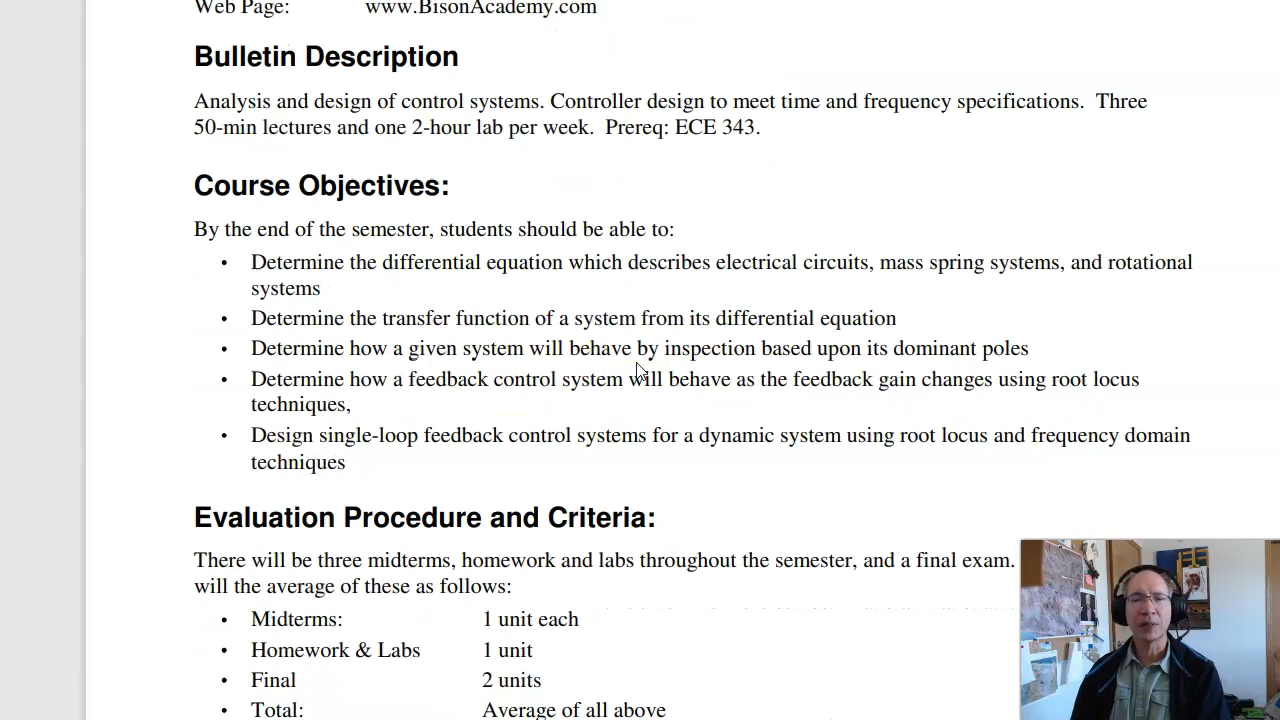 Web Page: www.BisonAcademy.com
Bulletin Description
Analysis and design of control systems. Controller design to meet time and frequency specifications. Three
50-min lectures and one 2-hour lab per week. Prereq: ECE 343.
Course Objectives:
By the end of the semester, students should be able to:
• Determine the differential equation which describes electrical circuits, mass spring systems, and rotational
systems
• Determine the transfer function of a system from its differential equation
• Determine how a given system will behave by inspection based upon its dominant poles
• Determine how a feedback control system will behave as the feedback gain changes using root locus
techniques,
• Design single-loop feedback control systems for a dynamic system using root locus and frequency domain
techniques
Evaluation Procedure and Criteria:
There will be three midterms, homework and labs throughout the semester, and a final exam.
will the average of these as follows:
• Midterms: 1 unit each
• Homework & Labs 1 unit
• Final 2 units
• Total: Average of all above